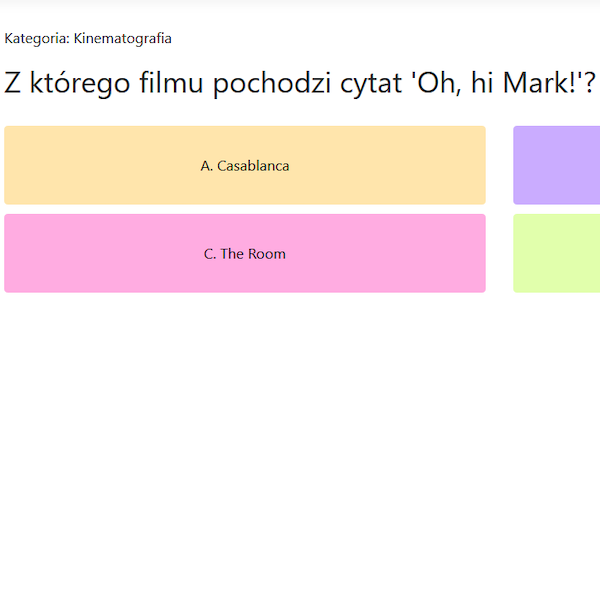 Kategoria: Kinematografia
Z którego filmu pochodzi cytat 'Oh, hi Mark!'?
A. Casablanca
C. The Room